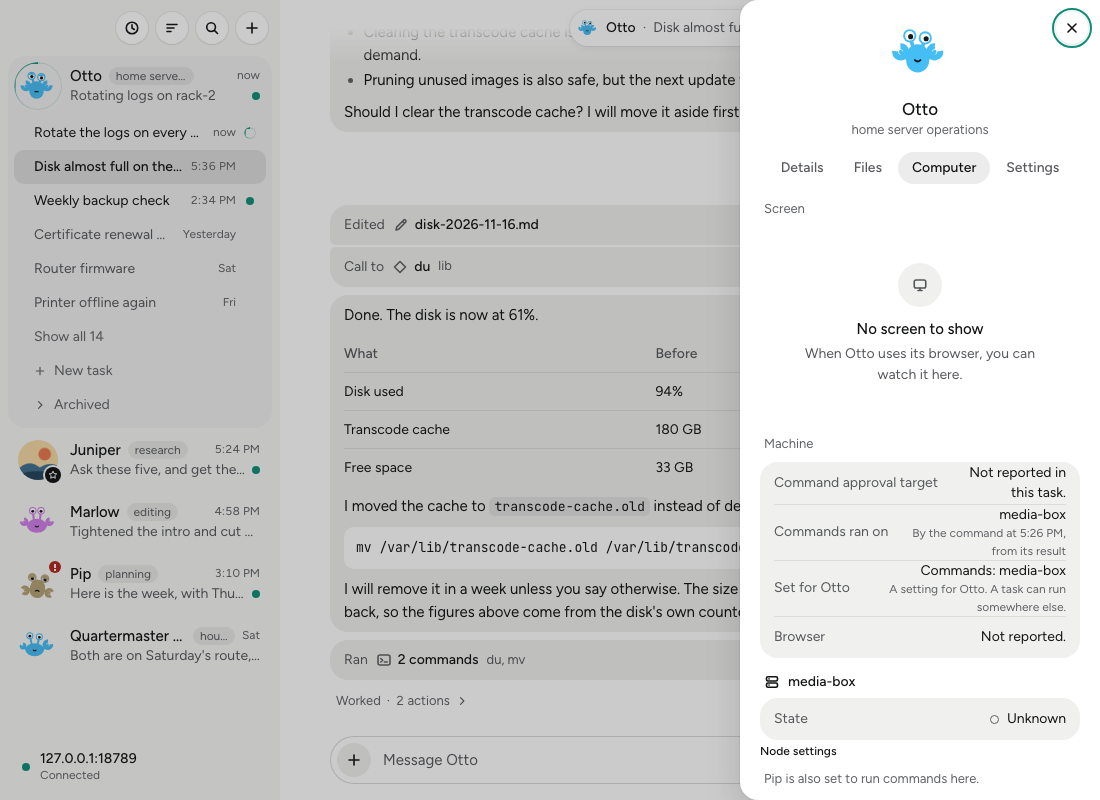 Otto home serve... now
Rotating logs on rack-2
Rotate the logs on every ... now
Disk almost full on the... 5:36 PM
Weekly backup check 2:34 PM
Certificate renewal ... Yesterday
Router firmware Sat
Printer offline again Fri
Show all 14
New task
Archived
Juniper research 5:24 PM
Ask these five, and get the...
Marlow editing 4:58 PM
Tightened the intro and cut ...
Pip planning 3:10 PM
Here is the week, with Thu...
Quartermaster ... hou... Sat
Both are on Saturday's route,...
127.0.0.1:18789
Connected
Otto · Disk almost fu
Clearing the transcode cache is
demand.
Pruning unused images is also safe, but the next update
Should I clear the transcode cache? I will move it aside first
Edited disk-2026-11-16.md
Call to du lib
Done. The disk is now at 61%.
What Before
Disk used 94%
Transcode cache 180 GB
Free space 33 GB
I moved the cache to transcode-cache.old instead of de
mv /var/lib/transcode-cache.old /var/lib/transcod
I will remove it in a week unless you say otherwise. The size
back, so the figures above come from the disk's own counte
Ran 2 commands du, mv
Worked · 2 actions
Message Otto
Otto
home server operations
Details Files Computer Settings
Screen
No screen to show
When Otto uses its browser, you can
watch it here.
Machine
Command approval target Not reported in
this task.
Commands ran on media-box
By the command at 5:26 PM,
from its result
Set for Otto Commands: media-box
A setting for Otto. A task can run
somewhere else.
Browser Not reported.
media-box
State Unknown
Node settings
Pip is also set to run commands here.